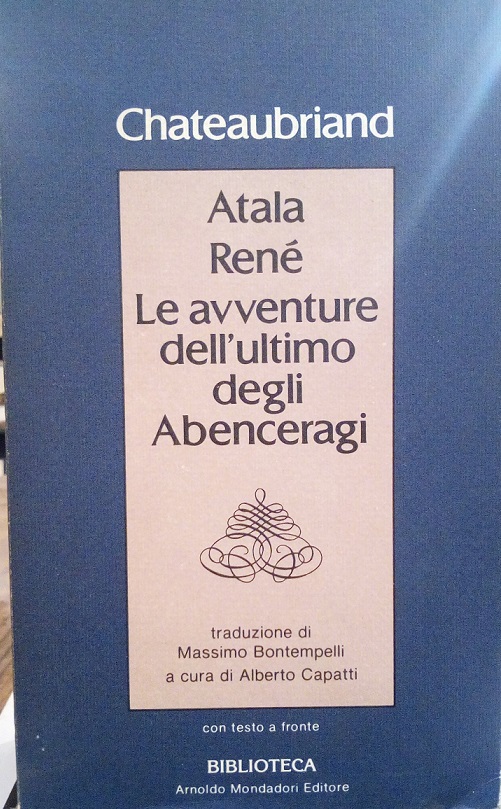 Chateaubriand
Atala
René
Le avventure
dell'ultimo
degli
Abenceragi
traduzione di
Massimo Bontempelli
a cura di Alberto Capatti
con testo a fronte
BIBLIOTECA
Arnoldo Mondadori Editore